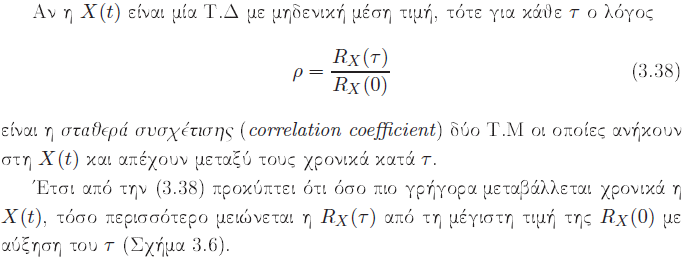 Αν η X(t) είναι μία Τ.Δ με μηδενική μέση τιμή, τότε για κάθε τ ο λόγος
ρ = R_X(τ) / R_X(0) (3.38)
είναι η σταθερά συσχέτισης (correlation coefficient) δύο Τ.Μ οι οποίες ανήκουν
στη X(t) και απέχουν μεταξύ τους χρονικά κατά τ.
Έτσι από την (3.38) προκύπτει ότι όσο πιο γρήγορα μεταβάλλεται χρονικά η
X(t), τόσο περισσότερο μειώνεται η R_X(τ) από τη μέγιστη τιμή της R_X(0) με
αύξηση του τ (Σχήμα 3.6).